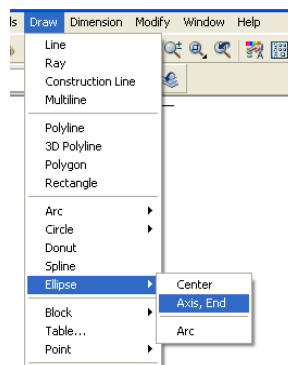 ls Draw Dimension Modify Window Help
Line
Ray
Construction Line
Multiline
Polyline
3D Polyline
Polygon
Rectangle
Arc
Circle
Donut
Spline
Ellipse
Center
Axis, End
Arc
Block
Table...
Point